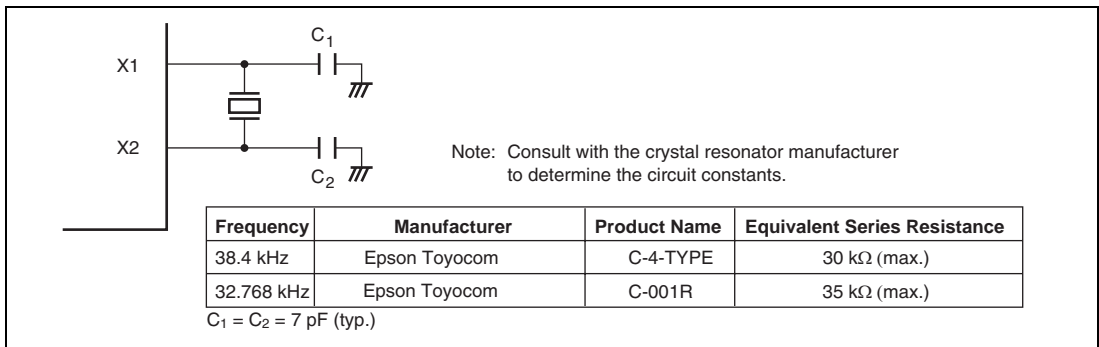 C1
X1
X2
C2
Note: Consult with the crystal resonator manufacturer
to determine the circuit constants.
Frequency Manufacturer Product Name Equivalent Series Resistance
38.4 kHz Epson Toyocom C-4-TYPE 30 kΩ (max.)
32.768 kHz Epson Toyocom C-001R 35 kΩ (max.)
C1 = C2 = 7 pF (typ.)